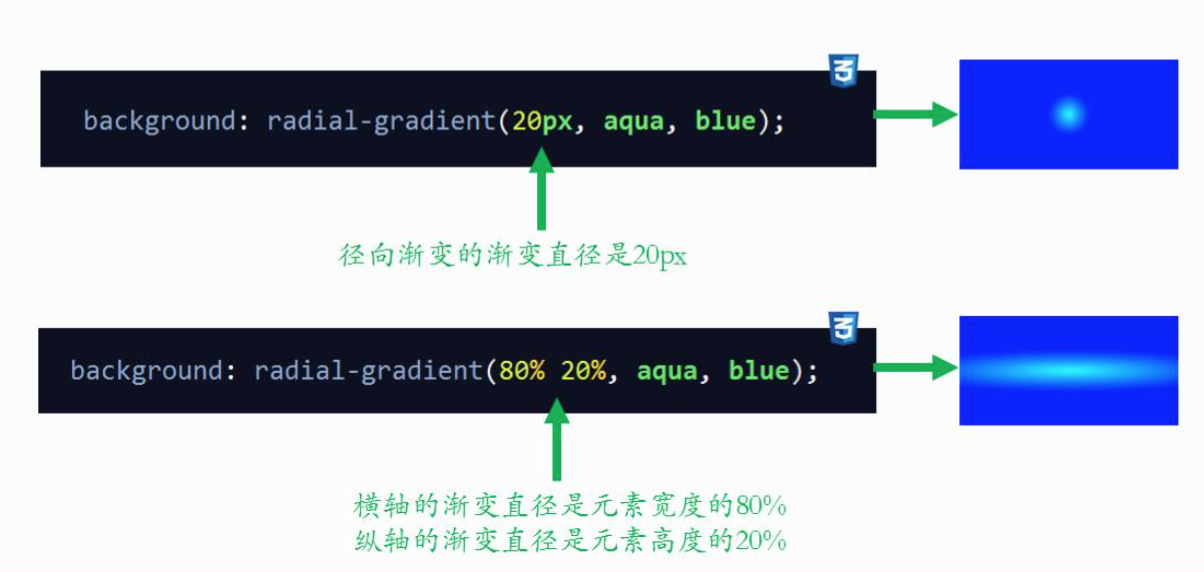 background: radial-gradient(20px, aqua, blue);
径向渐变的渐变直径是20px
background: radial-gradient(80% 20%, aqua, blue);
横轴的渐变直径是元素宽度的80%
纵轴的渐变直径是元素高度的20%